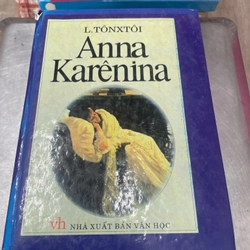 L.TÔNXTÔI
Anna
Karênina
vh NHÀ XUẤT BẢN VĂN HỌC